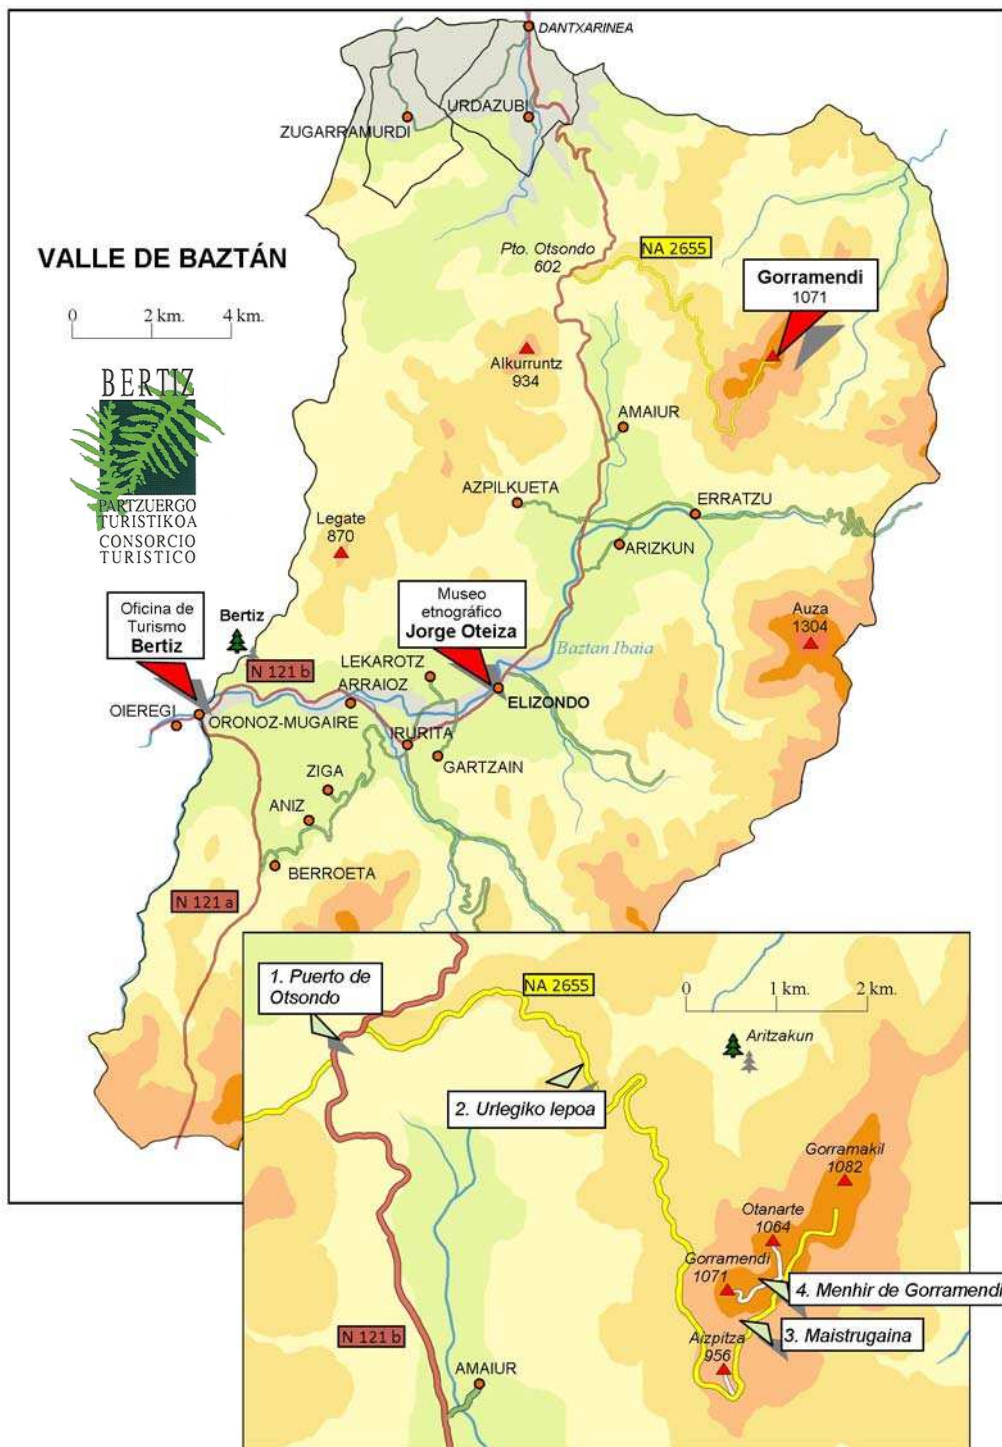 DANTXARINEA
URDAZUBI
ZUGARRAMURDI
VALLE DE BAZTÁN
0 2 km. 4 km.
Pto. Otsondo
602
NA 2655
Gorramendi
1071
BERTIZ
PARTZUERGO
TURISTIKOA
CONSORCIO
TURISTICO
Alkurruntz
934
AMAIUR
AZPILKUETA
ERRATZU
Legate
870
ARIZKUN
Oficina de
Turismo
Bertiz
Bertiz
Museo
etnográfico
Jorge Oteiza
Auza
1304
Baztan Ibaia
N 121 b
LEKAROTZ
ARRAIOZ
ELIZONDO
OIEREGI
ORONOZ-MUGAIRE
IRURITA
GARTZAIN
ZIGA
ANIZ
BERROETA
N 121 a
1. Puerto de
Otsondo
NA 2655
0 1 km. 2 km.
Aritzakun
2. Urlegiko lepoa
Gorramakil
1082
Otanarte
1064
Gorramendi
1071
4. Menhir de Gorramendi
3. Maistrugaina
Aizpitza
956
N 121 b
AMAIUR